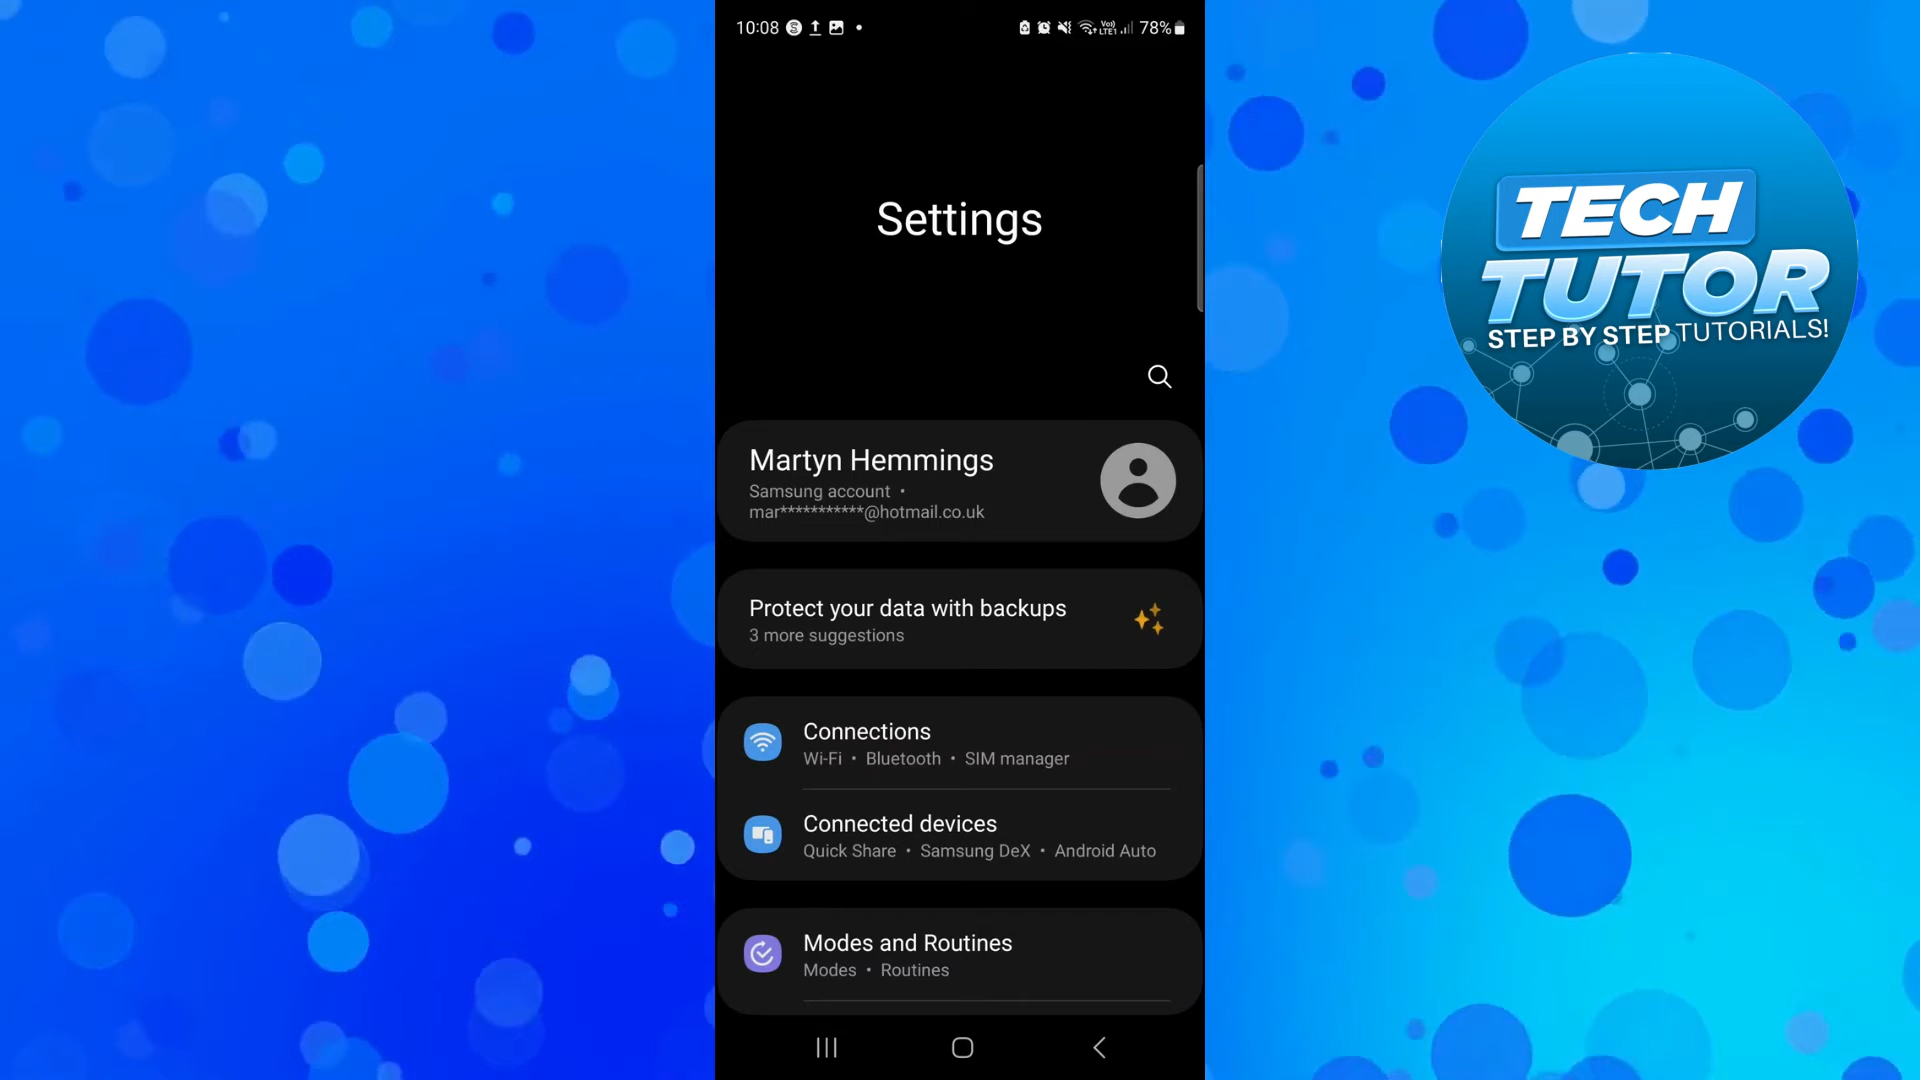 10:08
Vo)) LTE1 78%
Settings
TECH
TUTOR
STEP BY STEP TUTORIALS!
Martyn Hemmings
Samsung account •
mar***********@hotmail.co.uk
Protect your data with backups
3 more suggestions
Connections
Wi-Fi • Bluetooth • SIM manager
Connected devices
Quick Share • Samsung DeX • Android Auto
Modes and Routines
Modes • Routines